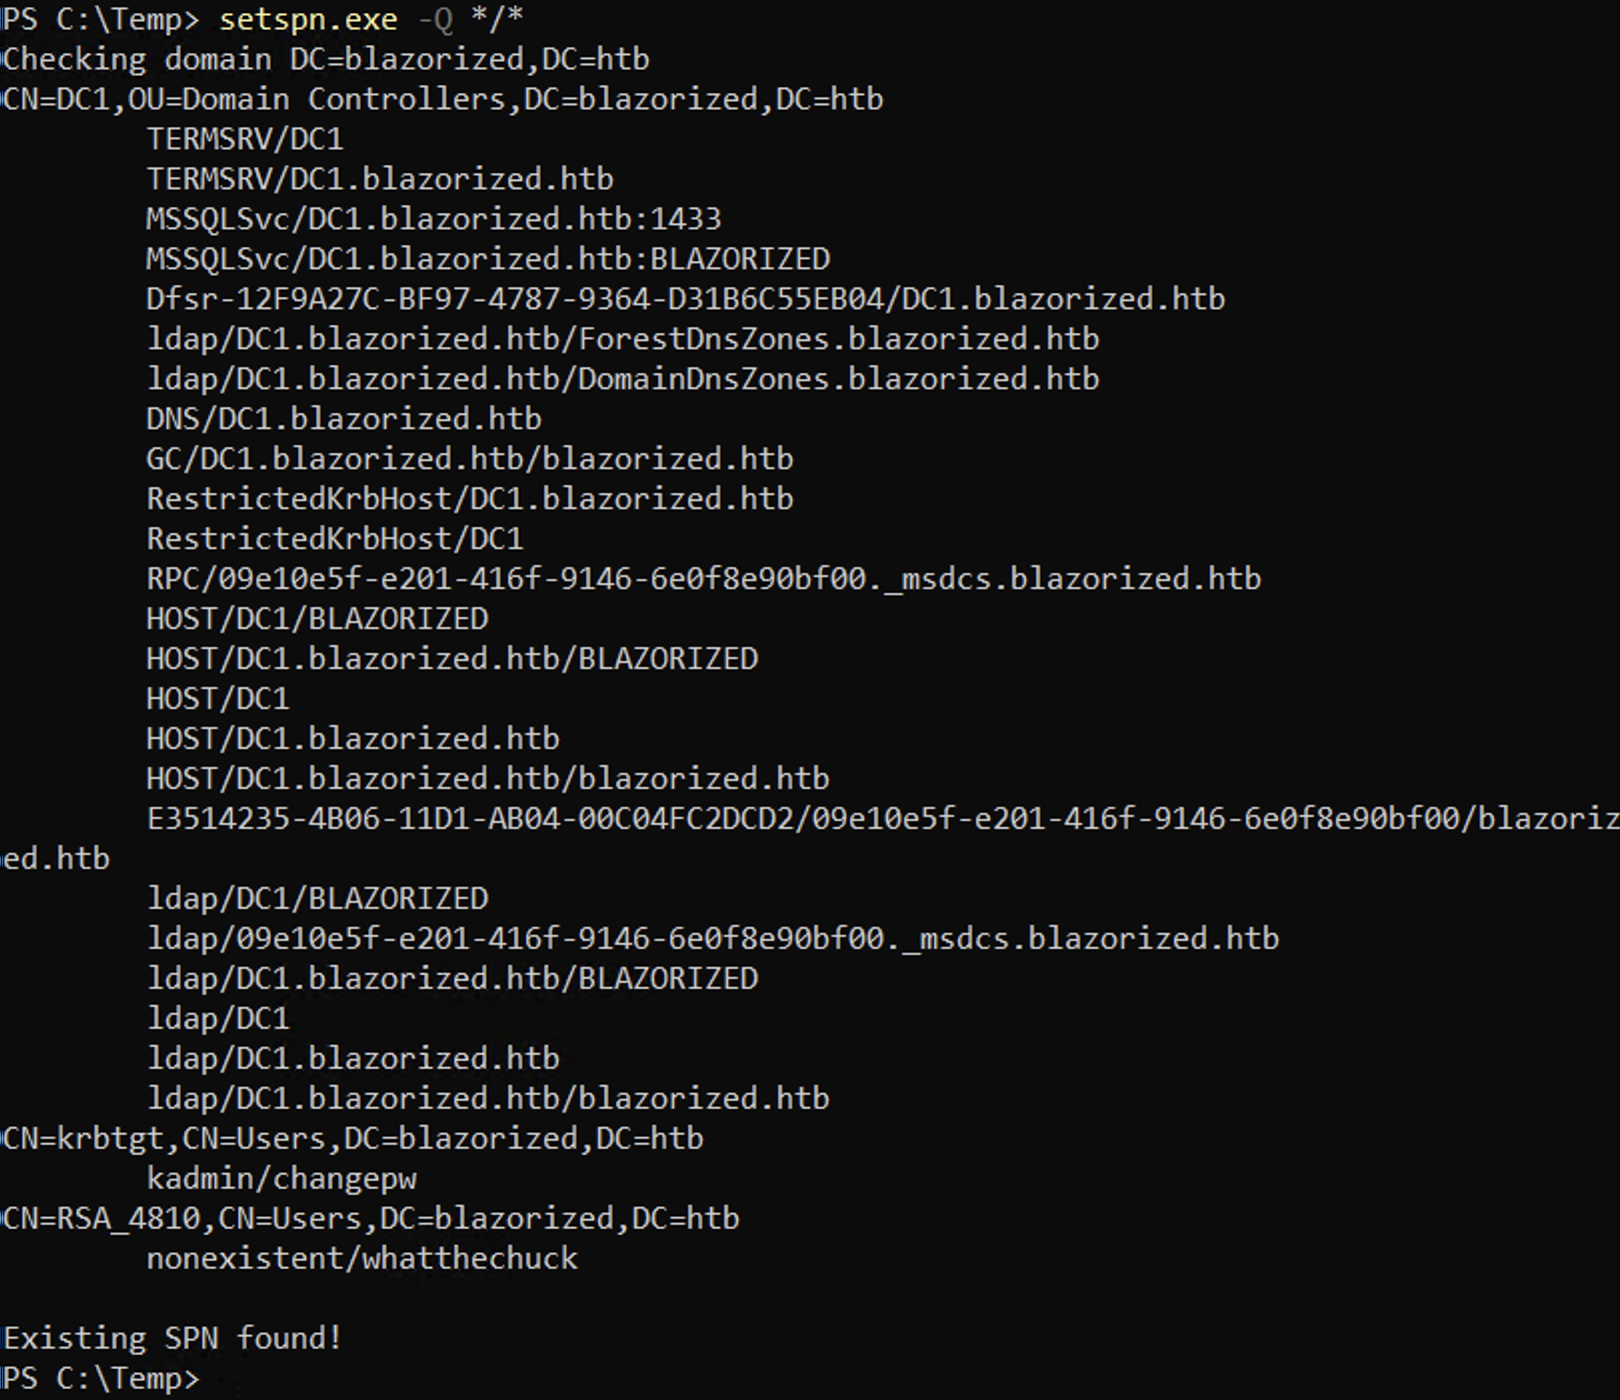 PS C:\Temp> setspn.exe -Q */*
Checking domain DC=blazorized,DC=htb
CN=DC1,OU=Domain Controllers,DC=blazorized,DC=htb
TERMSRV/DC1
TERMSRV/DC1.blazorized.htb
MSSQLSvc/DC1.blazorized.htb:1433
MSSQLSvc/DC1.blazorized.htb:BLAZORIZED
Dfsr-12F9A27C-BF97-4787-9364-D31B6C55EB04/DC1.blazorized.htb
ldap/DC1.blazorized.htb/ForestDnsZones.blazorized.htb
ldap/DC1.blazorized.htb/DomainDnsZones.blazorized.htb
DNS/DC1.blazorized.htb
GC/DC1.blazorized.htb/blazorized.htb
RestrictedKrbHost/DC1.blazorized.htb
RestrictedKrbHost/DC1
RPC/09e10e5f-e201-416f-9146-6e0f8e90bf00._msdcs.blazorized.htb
HOST/DC1/BLAZORIZED
HOST/DC1.blazorized.htb/BLAZORIZED
HOST/DC1
HOST/DC1.blazorized.htb
HOST/DC1.blazorized.htb/blazorized.htb
E3514235-4B06-11D1-AB04-00C04FC2DCD2/09e10e5f-e201-416f-9146-6e0f8e90bf00/blazoriz
ed.htb
ldap/DC1/BLAZORIZED
ldap/09e10e5f-e201-416f-9146-6e0f8e90bf00._msdcs.blazorized.htb
ldap/DC1.blazorized.htb/BLAZORIZED
ldap/DC1
ldap/DC1.blazorized.htb
ldap/DC1.blazorized.htb/blazorized.htb
CN=krbtgt,CN=Users,DC=blazorized,DC=htb
kadmin/changepw
CN=RSA_4810,CN=Users,DC=blazorized,DC=htb
nonexistent/whatthechuck
Existing SPN found!
PS C:\Temp>